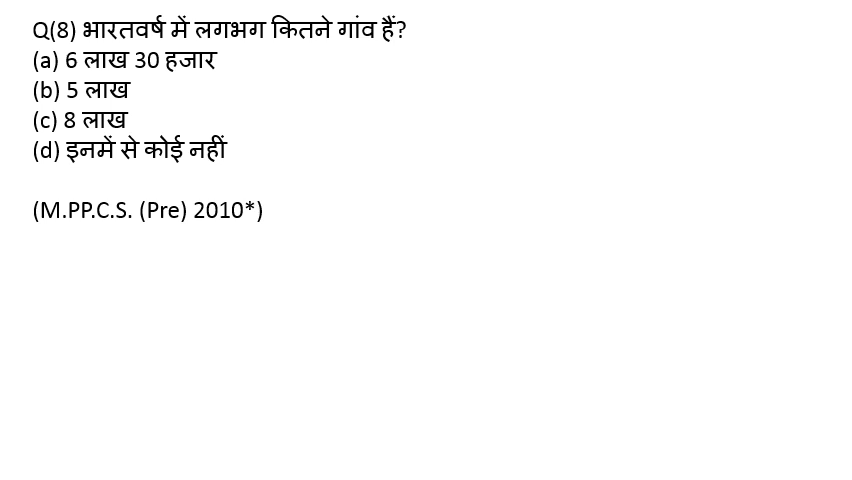 Q(8) भारतवर्ष में लगभग कितने गांव हैं?
(a) 6 लाख 30 हजार
(b) 5 लाख
(c) 8 लाख
(d) इनमें से कोई नहीं
(M.PP.C.S. (Pre) 2010*)